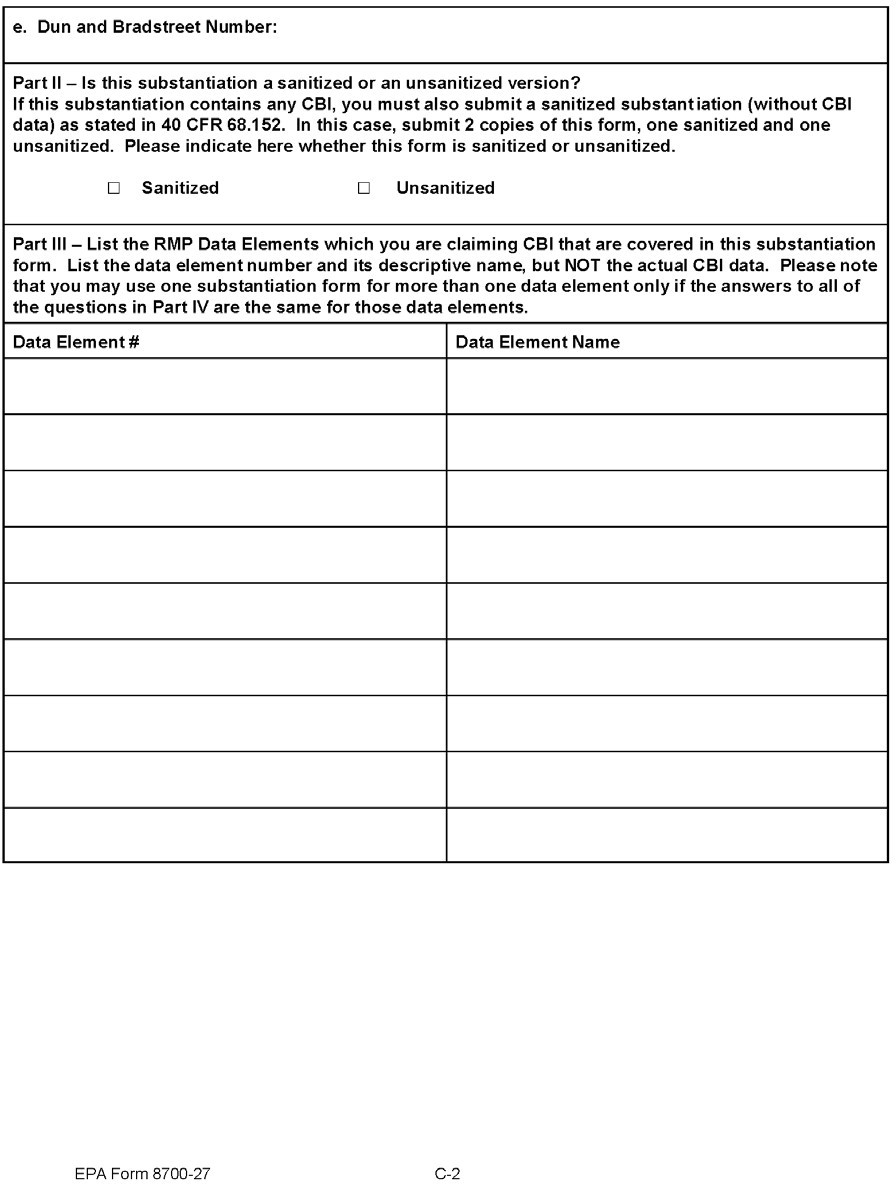 e. Dun and Bradstreet Number:
Part II – Is this substantiation a sanitized or an unsanitized version?
If this substantiation contains any CBI, you must also submit a sanitized substantiation (without CBI
data) as stated in 40 CFR 68.152. In this case, submit 2 copies of this form, one sanitized and one
unsanitized. Please indicate here whether this form is sanitized or unsanitized.
☐ Sanitized ☐ Unsanitized
Part III – List the RMP Data Elements which you are claiming CBI that are covered in this substantiation
form. List the data element number and its descriptive name, but NOT the actual CBI data. Please note
that you may use one substantiation form for more than one data element only if the answers to all of
the questions in Part IV are the same for those data elements.
Data Element # Data Element Name
EPA Form 8700-27 C-2